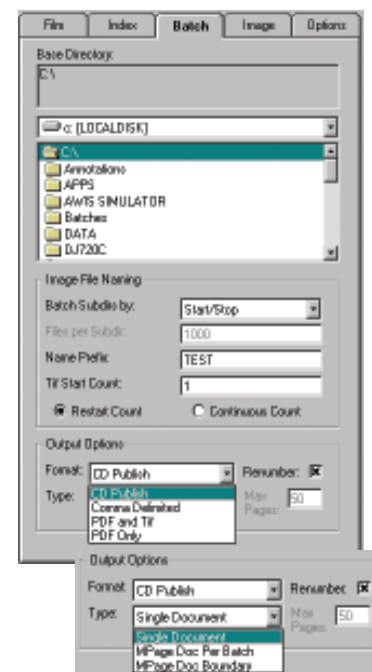 Film Index Batch Image Options
Base Directory:
C:\
c: [LOCALDISK]
C:\
Annotations
APPS
AWTS SIMULATOR
Batches
DATA
DJ720C
Image File Naming
Batch Subdirs by: Start/Stop
Files per Subdir: 1000
Name Prefix: TEST
Tif Start Count: 1
Restart Count Continuous Count
Output Options
Format: CD Publish Renumber:
Type: CD Publish Max Pages: 50
Comma Delimited
PDF and Tif
PDF Only
Output Options
Format: CD Publish Renumber:
Type: Single Document Max Pages: 50
Single Document
MPage Doc Per Batch
MPage Doc Boundary